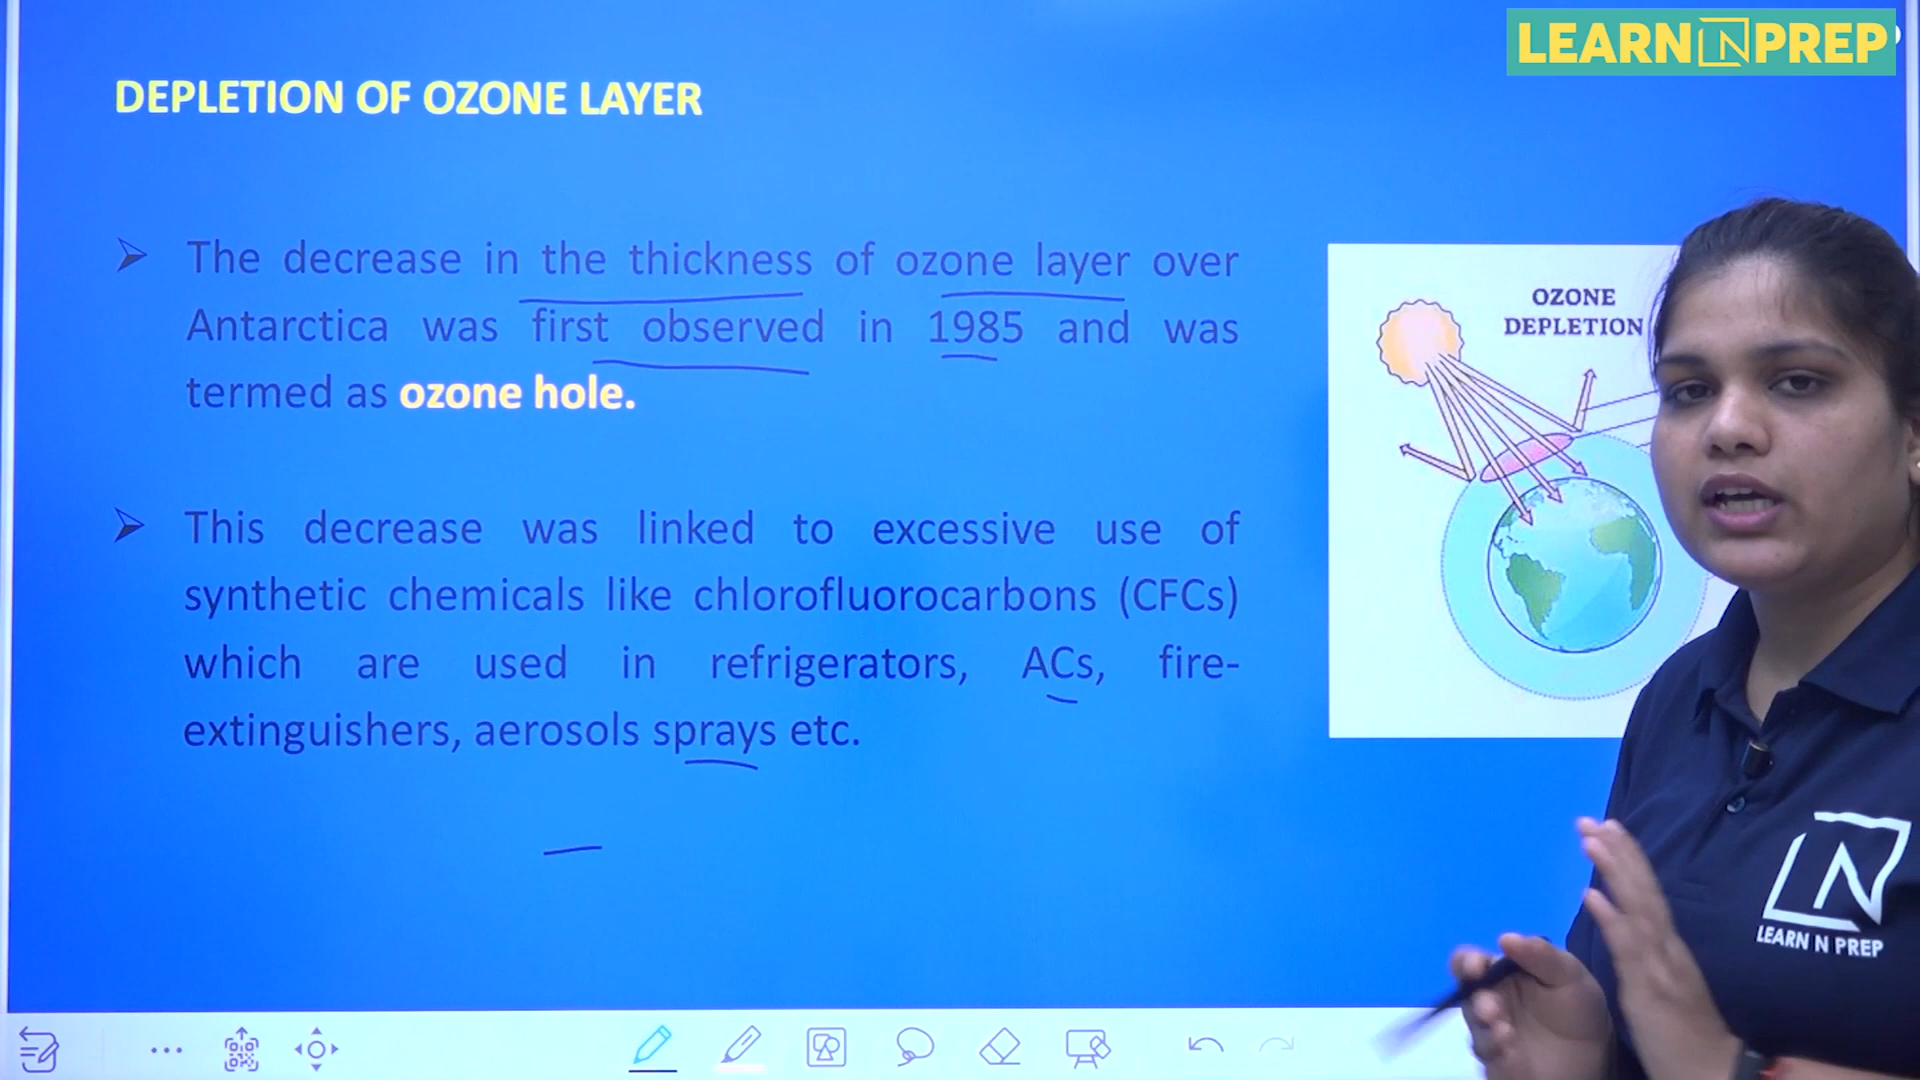 LEARN N PREP
DEPLETION OF OZONE LAYER
The decrease in the thickness of ozone layer over
Antarctica was first observed in 1985 and was
termed as ozone hole.
This decrease was linked to excessive use of
synthetic chemicals like chlorofluorocarbons (CFCs)
which are used in refrigerators, ACs, fire-
extinguishers, aerosols sprays etc.
OZONE
DEPLETION
LEARN N PREP